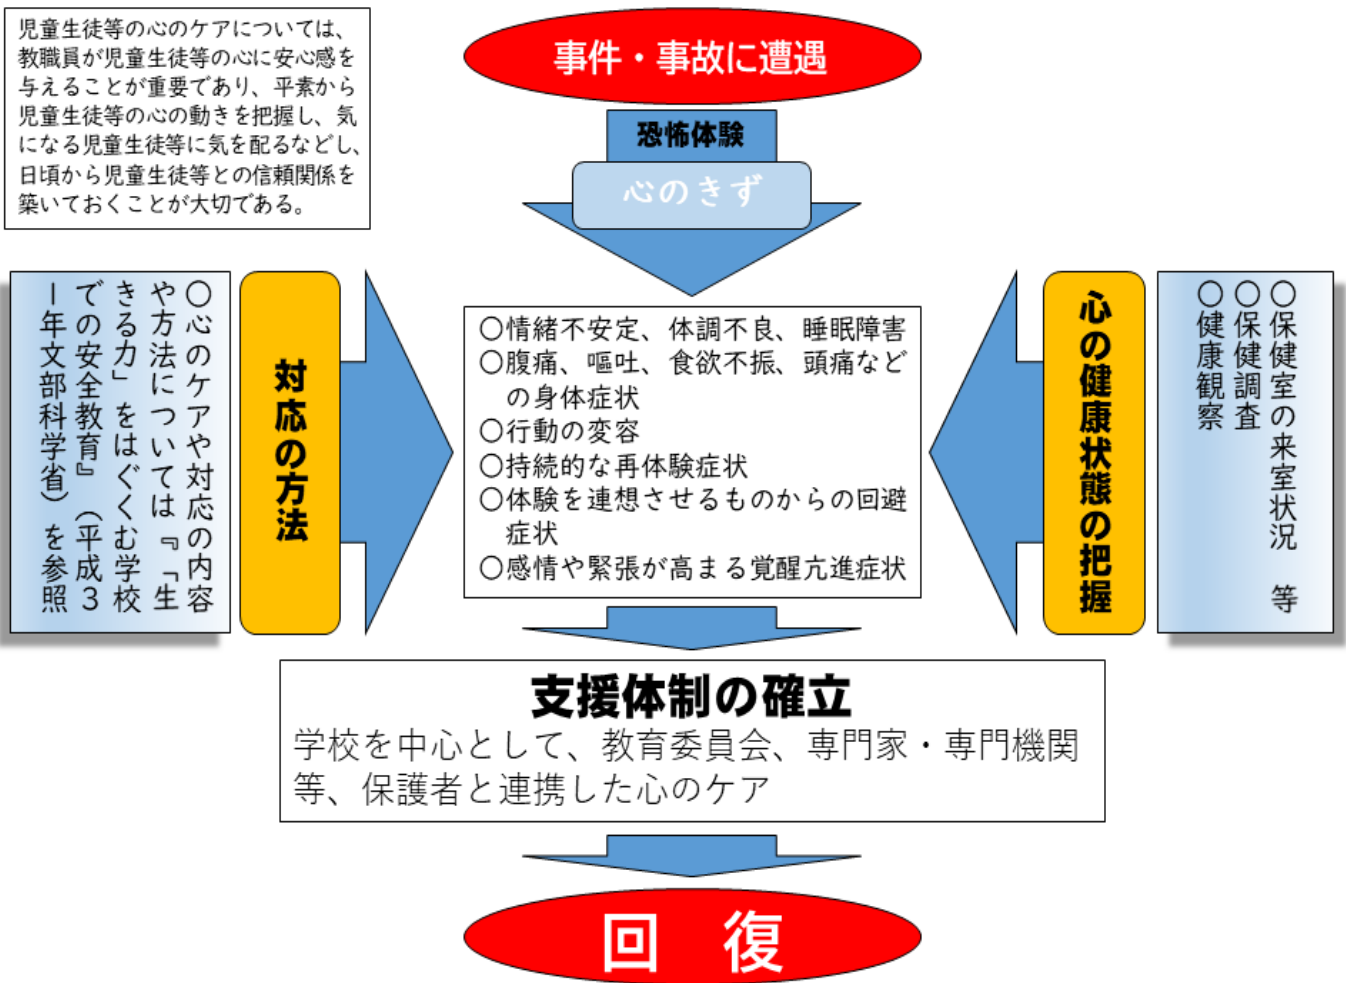 児童生徒等の心のケアについては、
教職員が児童生徒等の心に安心感を
与えることが重要であり、平素から
児童生徒等の心の動きを把握し、気
になる児童生徒等に気を配るなどし、
日頃から児童生徒等との信頼関係を
築いておくことが大切である。
事件・事故に遭遇
恐怖体験
心のきず
〇心のケアや対応の内容
や方法については『「生
きる力」をはぐくむ学校
での安全教育』（平成３
１年文部科学省）を参照
対応の方法
〇情緒不安定、体調不良、睡眠障害
〇腹痛、嘔吐、食欲不振、頭痛など
の身体症状
〇行動の変容
〇持続的な再体験症状
〇体験を連想させるものからの回避
症状
〇感情や緊張が高まる覚醒亢進症状
心の健康状態の把握
〇保健室の来室状況　等
〇保健調査
〇健康観察
支援体制の確立
学校を中心として、教育委員会、専門家・専門機関
等、保護者と連携した心のケア
回　復